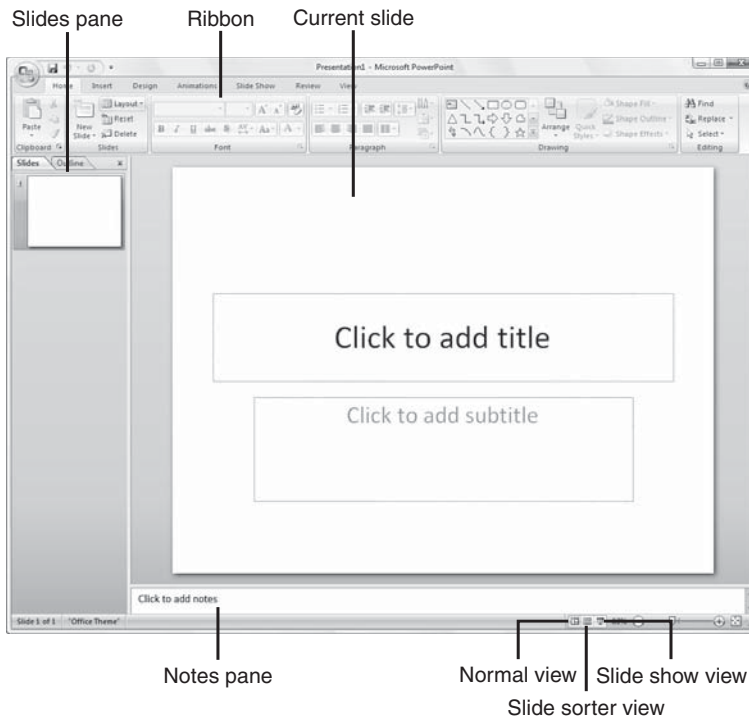 Slides pane Ribbon Current slide
Presentation1 - Microsoft PowerPoint
Home Insert Design Animations Slide Show Review View
Paste New Slide Layout Reset Delete
Find Replace Select
Arrange Quick Styles Shape Fill Shape Outline Shape Effects
Clipboard Slides Font Paragraph Drawing Editing
Slides Outline x
1
Click to add title
Click to add subtitle
Click to add notes
Slide 1 of 1 "Office Theme"
Notes pane Normal view Slide show view
Slide sorter view